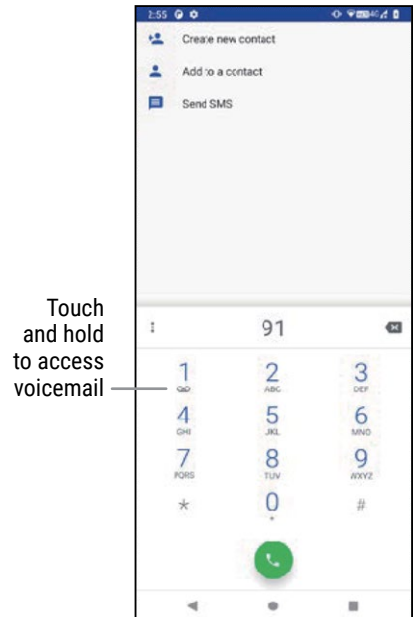 2:55
Create new contact
Add to a contact
Send SMS
Touch
and hold
to access
voicemail
91
1 2 3
ABC DEF
4 5 6
GHI JKL MNO
7 8 9
PQRS TUV WXYZ
* 0 #
+